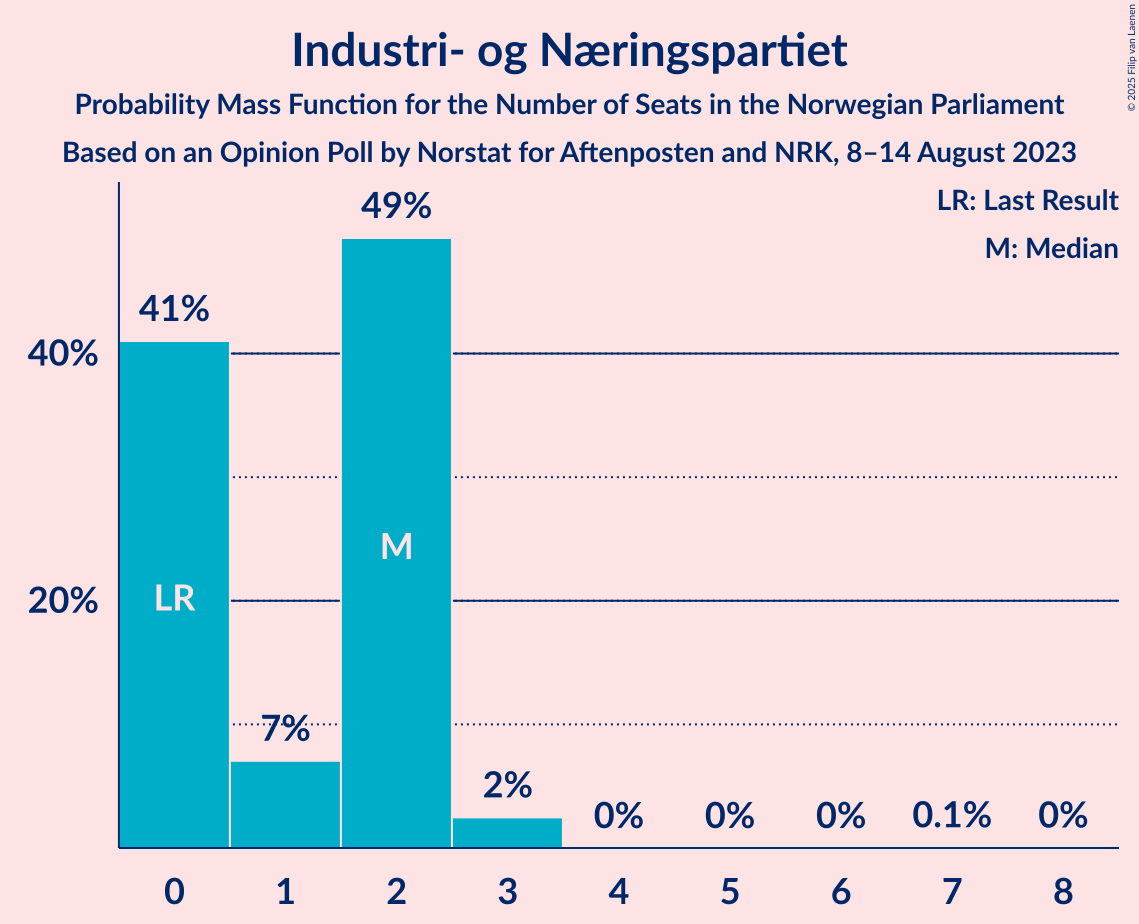 Industri- og Næringspartiet
Probability Mass Function for the Number of Seats in the Norwegian Parliament
Based on an Opinion Poll by Norstat for Aftenposten and NRK, 8–14 August 2023
© 2025 Filip van Laenen
LR: Last Result
M: Median
49%
41%
40%
M
LR
20%
7%
2%
0%
0%
0%
0.1%
0%
0 1 2 3 4 5 6 7 8